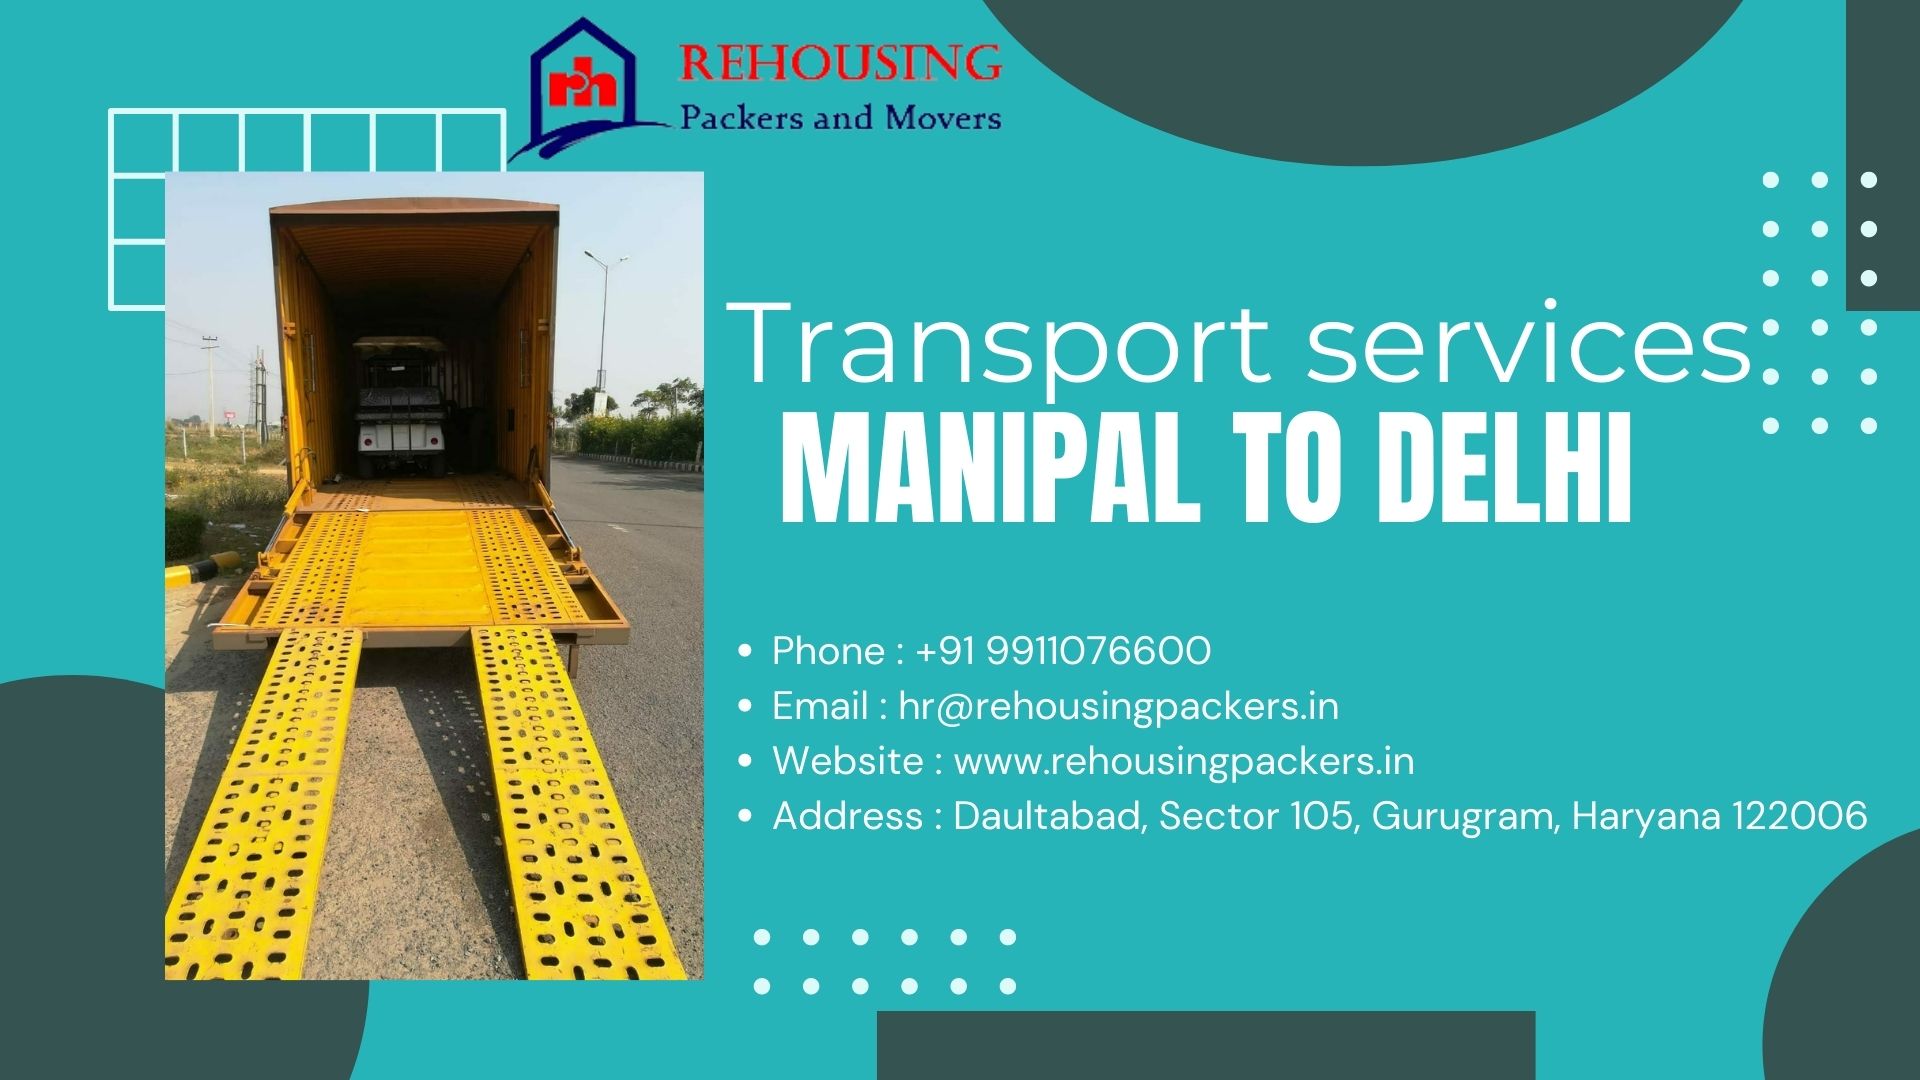 REHOUSING
Packers and Movers
Transport services
MANIPAL TO DELHI
• Phone : +91 9911076600
• Email : hr@rehousingpackers.in
• Website : www.rehousingpackers.in
• Address : Daultabad, Sector 105, Gurugram, Haryana 122006